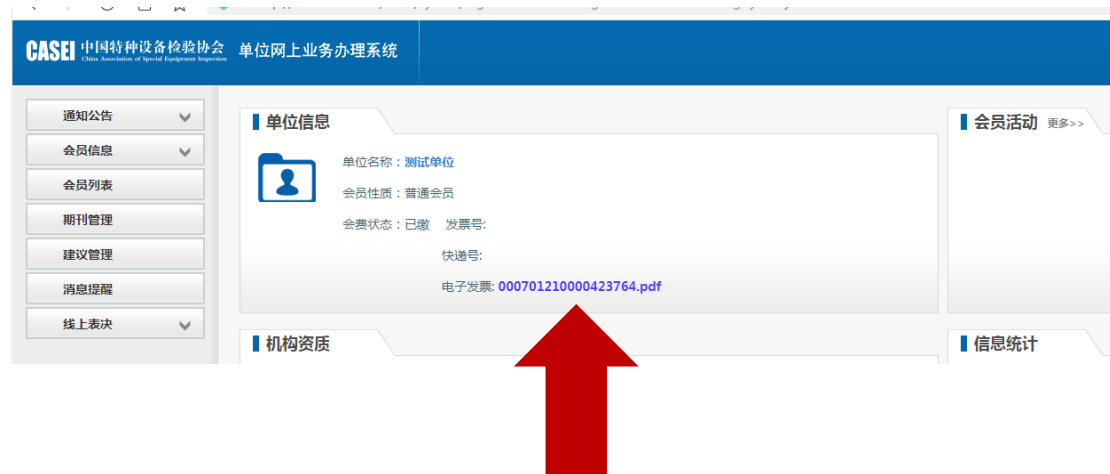 CASEI 中国特种设备检验协会 单位网上业务办理系统
China Association of Special Equipment Inspection
通知公告
会员信息
会员列表
期刊管理
建议管理
消息提醒
线上表决
单位信息
单位名称：测试单位
会员性质：普通会员
会费状态：已缴 发票号:
快递号:
电子发票: 000701210000423764.pdf
机构资质
会员活动 更多>>
信息统计